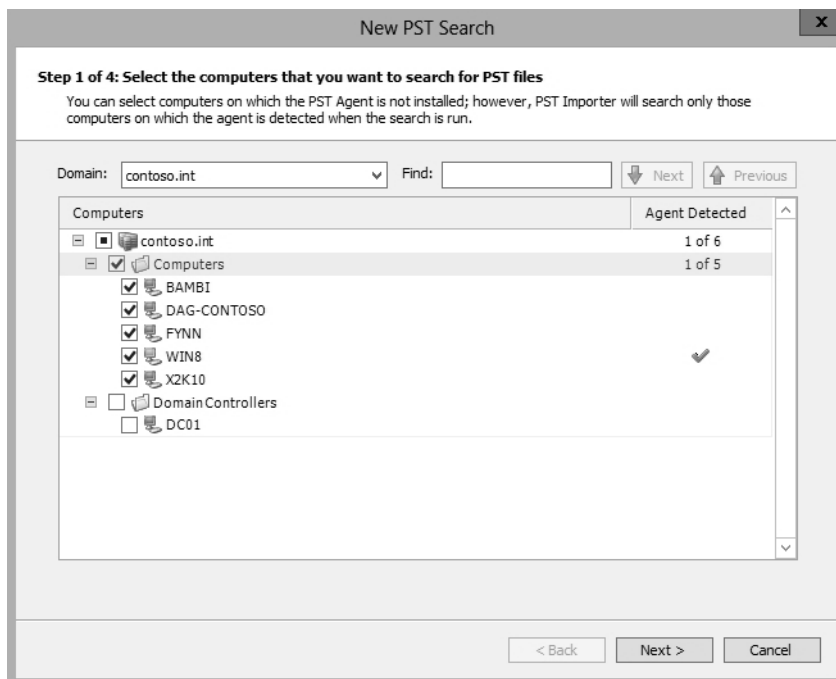 New PST Search
x
Step 1 of 4: Select the computers that you want to search for PST files
You can select computers on which the PST Agent is not installed; however, PST Importer will search only those
computers on which the agent is detected when the search is run.
Domain: contoso.int Find: Next Previous
Computers Agent Detected
contoso.int 1 of 6
Computers 1 of 5
BAMBI
DAG-CONTOSO
FYNN
WIN8
X2K10
Domain Controllers
DC01
< Back Next > Cancel